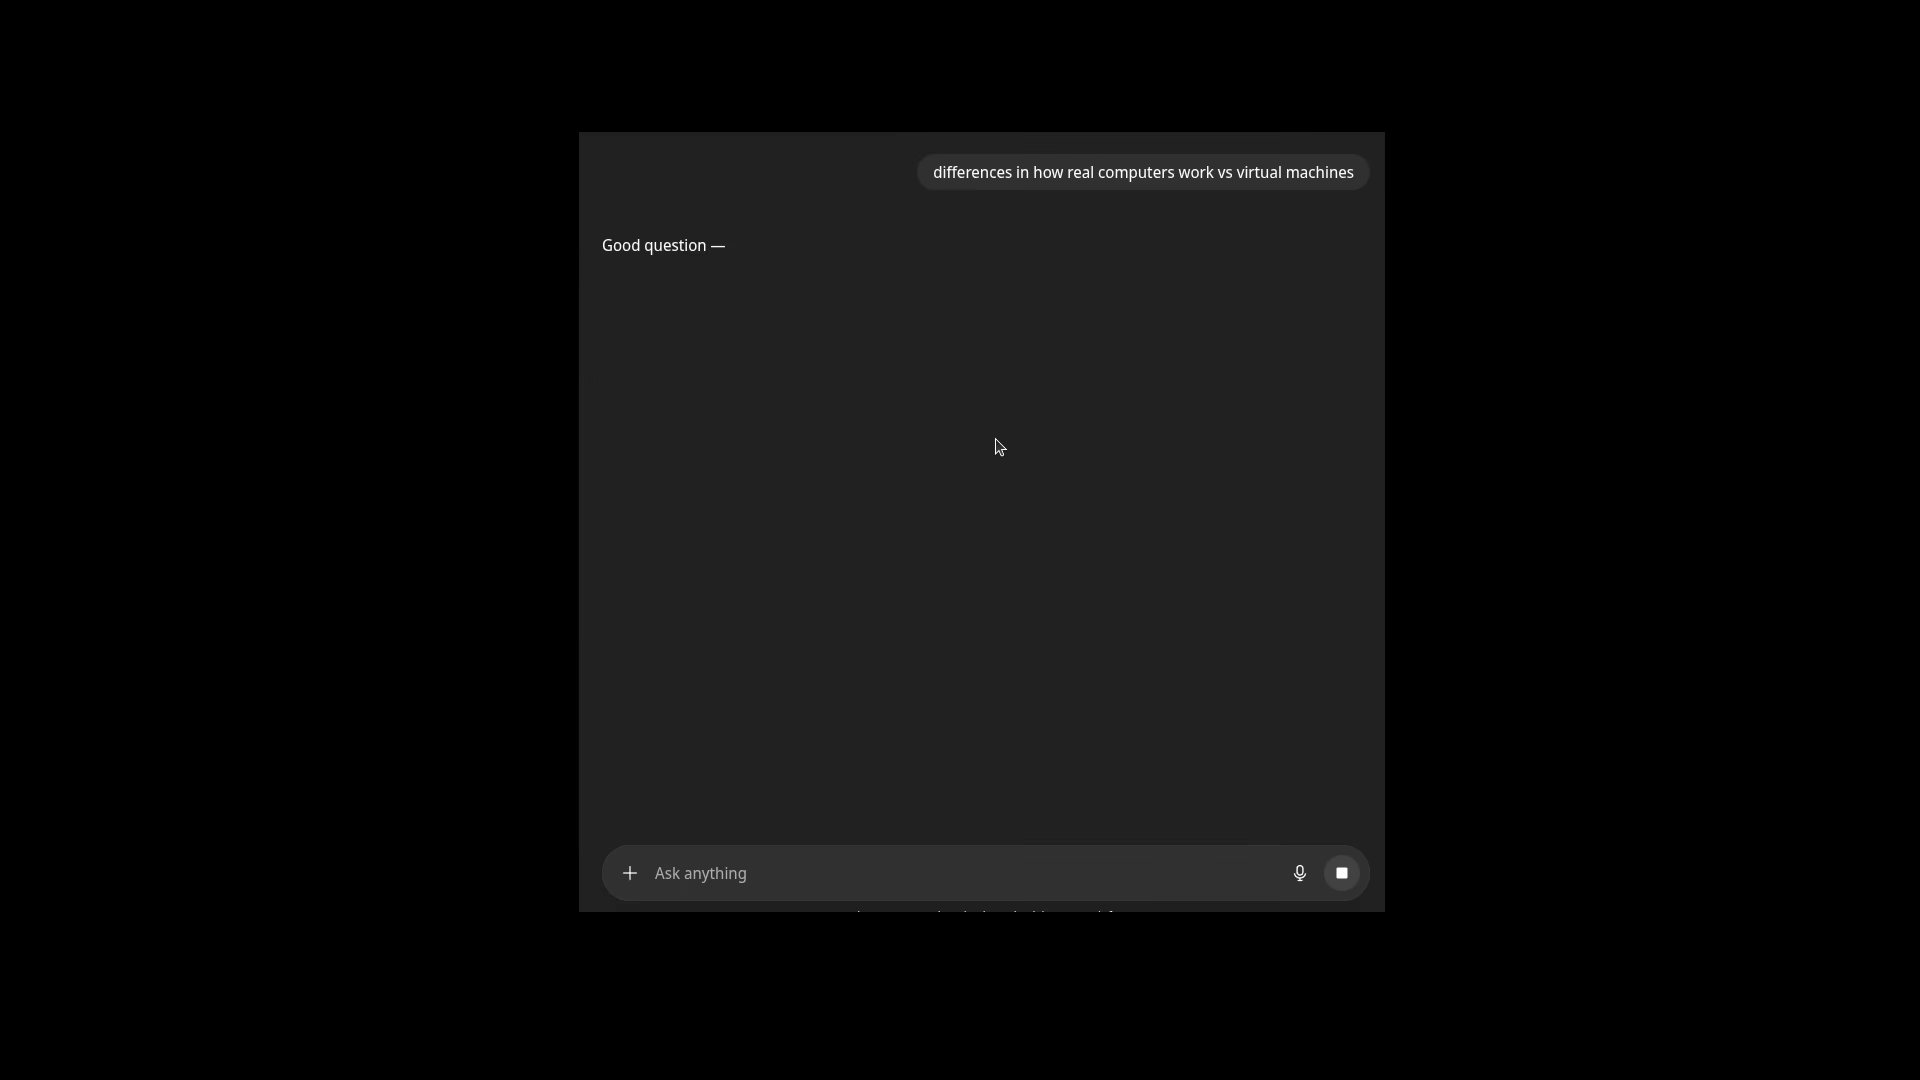 differences in how real computers work vs virtual machines
Good question —
Ask anything